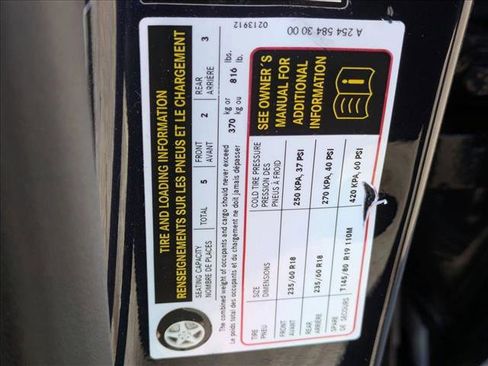 TIRE AND LOADING INFORMATION
RENSEIGNEMENTS SUR LES PNEUS ET LE CHARGEMENT
SEATING CAPACITY TOTAL 5 FRONT 2 REAR 3
NOMBRE DE PLACES AVANT ARRIÈRE
The combined weight of occupants and cargo should never exceed 370 kg or 816 lbs.
Le poids total des occupants et du chargement ne doit jamais dépasser 370 kg ou 816 lb.
TIRE SIZE COLD TIRE PRESSURE
PNEU DIMENSIONS PRESSION DES
PNEUS À FROID
FRONT 235/60 R18 250 KPA, 37 PSI
AVANT
REAR 235/60 R18 270 KPA, 40 PSI
ARRIÈRE
SPARE T145/80 R19 110M 420 KPA, 60 PSI
DE SECOURS
SEE OWNER'S
MANUAL FOR
ADDITIONAL
INFORMATION
0213912
A 254 584 30 00